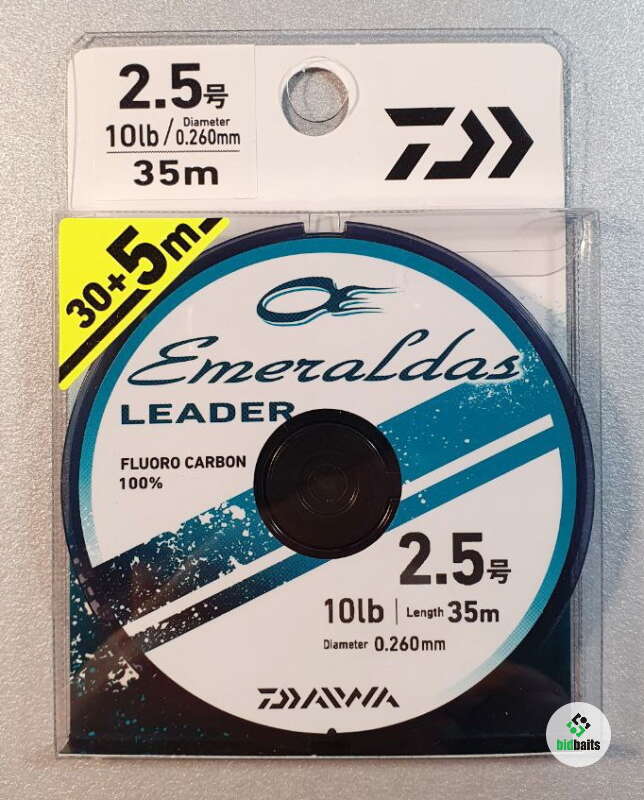 2.5号
10lb/Diameter 0.260mm
35m
30+5m
Emeraldas
LEADER
FLUORO CARBON
100%
2.5号
10lb | Length 35m
Diameter 0.260mm
DAIWA
bidbaits